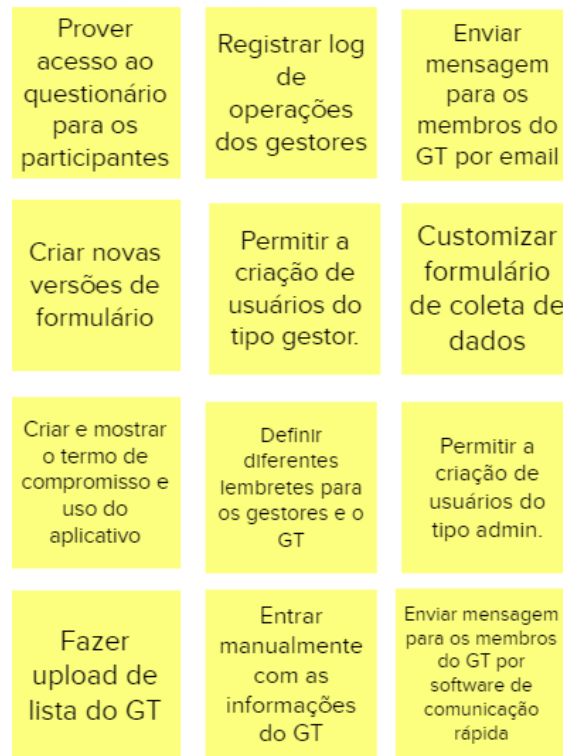 Prover
acesso ao
questionário
para os
participantes
Registrar log
de
operações
dos gestores
Enviar
mensagem
para os
membros do
GT por email
Criar novas
versões de
formulário
Permitir a
criação de
usuários do
tipo gestor.
Customizar
formulário
de coleta de
dados
Criar e mostrar
o termo de
compromisso e
uso do
aplicativo
Definir
diferentes
lembretes para
os gestores e o
GT
Permitir a
criação de
usuários do
tipo admin.
Fazer
upload de
lista do GT
Entrar
manualmente
com as
informações
do GT
Enviar mensagem
para os membros
do GT por
software de
comunicação
rápida